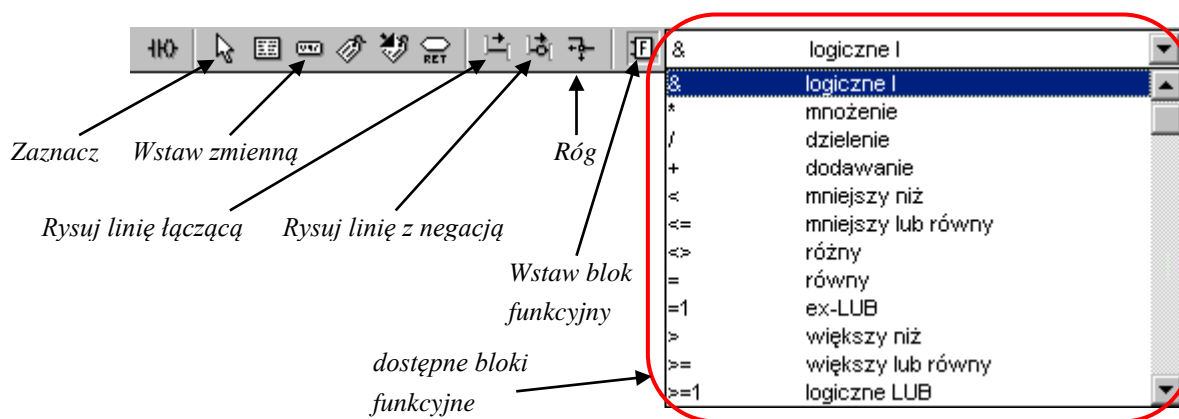 VAR
RET
F
& logiczne I
& logiczne I
* mnożenie
/ dzielenie
+ dodawanie
< mniejszy niż
<= mniejszy lub równy
<> różny
= równy
=1 ex-LUB
> większy niż
>= większy lub równy
>=1 logiczne LUB
Zaznacz
Wstaw zmienną
Róg
Rysuj linię łączącą
Rysuj linię z negacją
Wstaw blok
funkcyjny
dostępne bloki
funkcyjne